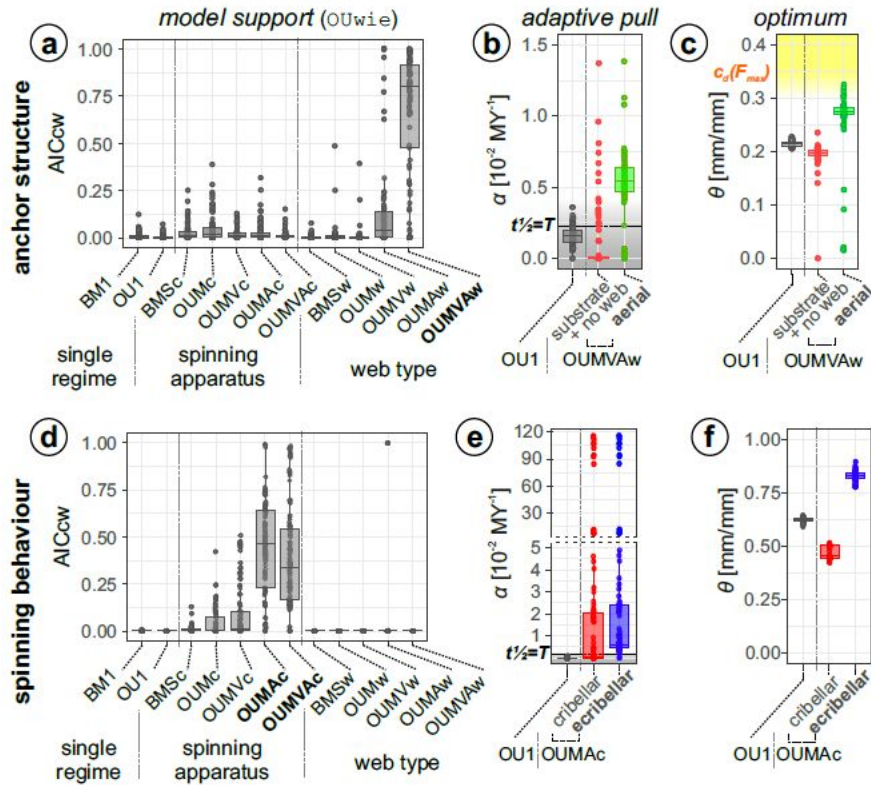 model support (OUwie)
adaptive pull
optimum
anchor structure
a
AICcw
1.00
0.75
0.50
0.25
0.00
BM1
OU1
BMSc
OUMc
OUMVc
OUMAc
OUMVAc
BMSw
OUMw
OUMVw
OUMAw
OUMVAw
single regime
spinning apparatus
web type
b
α [10⁻² MY⁻¹]
1.5
1.0
0.5
t½=T
0.0
substrate + no web
aerial
OU1
OUMVAw
c
θ [mm/mm]
0.4
c_d(F_max)
0.3
0.2
0.1
0.0
substrate + no web
aerial
OU1
OUMVAw
spinning behaviour
d
AICcw
1.00
0.75
0.50
0.25
0.00
BM1
OU1
BMSc
OUMc
OUMVc
OUMAc
OUMVAc
BMSw
OUMw
OUMVw
OUMAw
OUMVAw
single regime
spinning apparatus
web type
e
α [10⁻² MY⁻¹]
120
90
60
30
5
4
3
2
1
t½=T
cribellar
ecribellar
OU1
OUMAc
f
θ [mm/mm]
1.00
0.75
0.50
0.25
0.00
cribellar
ecribellar
OU1
OUMAc